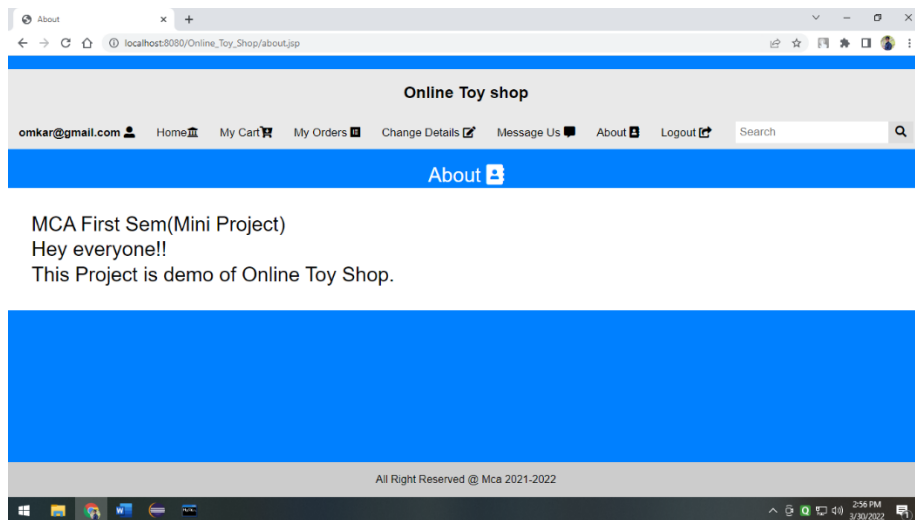 About
localhost:8080/Online_Toy_Shop/about.jsp
Online Toy shop
omkar@gmail.com Home My Cart My Orders Change Details Message Us About Logout Search
About
MCA First Sem(Mini Project)
Hey everyone!!
This Project is demo of Online Toy Shop.
All Right Reserved @ Mca 2021-2022
2:56 PM
3/30/2022